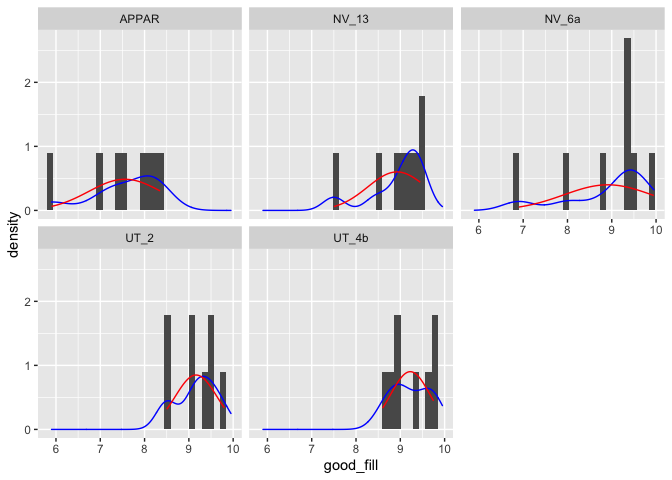 APPAR NV_13 NV_6a
2
1
0
6 7 8 9 10
UT_2 UT_4b
2
1
0
6 7 8 9 10 6 7 8 9 10
density
good_fill